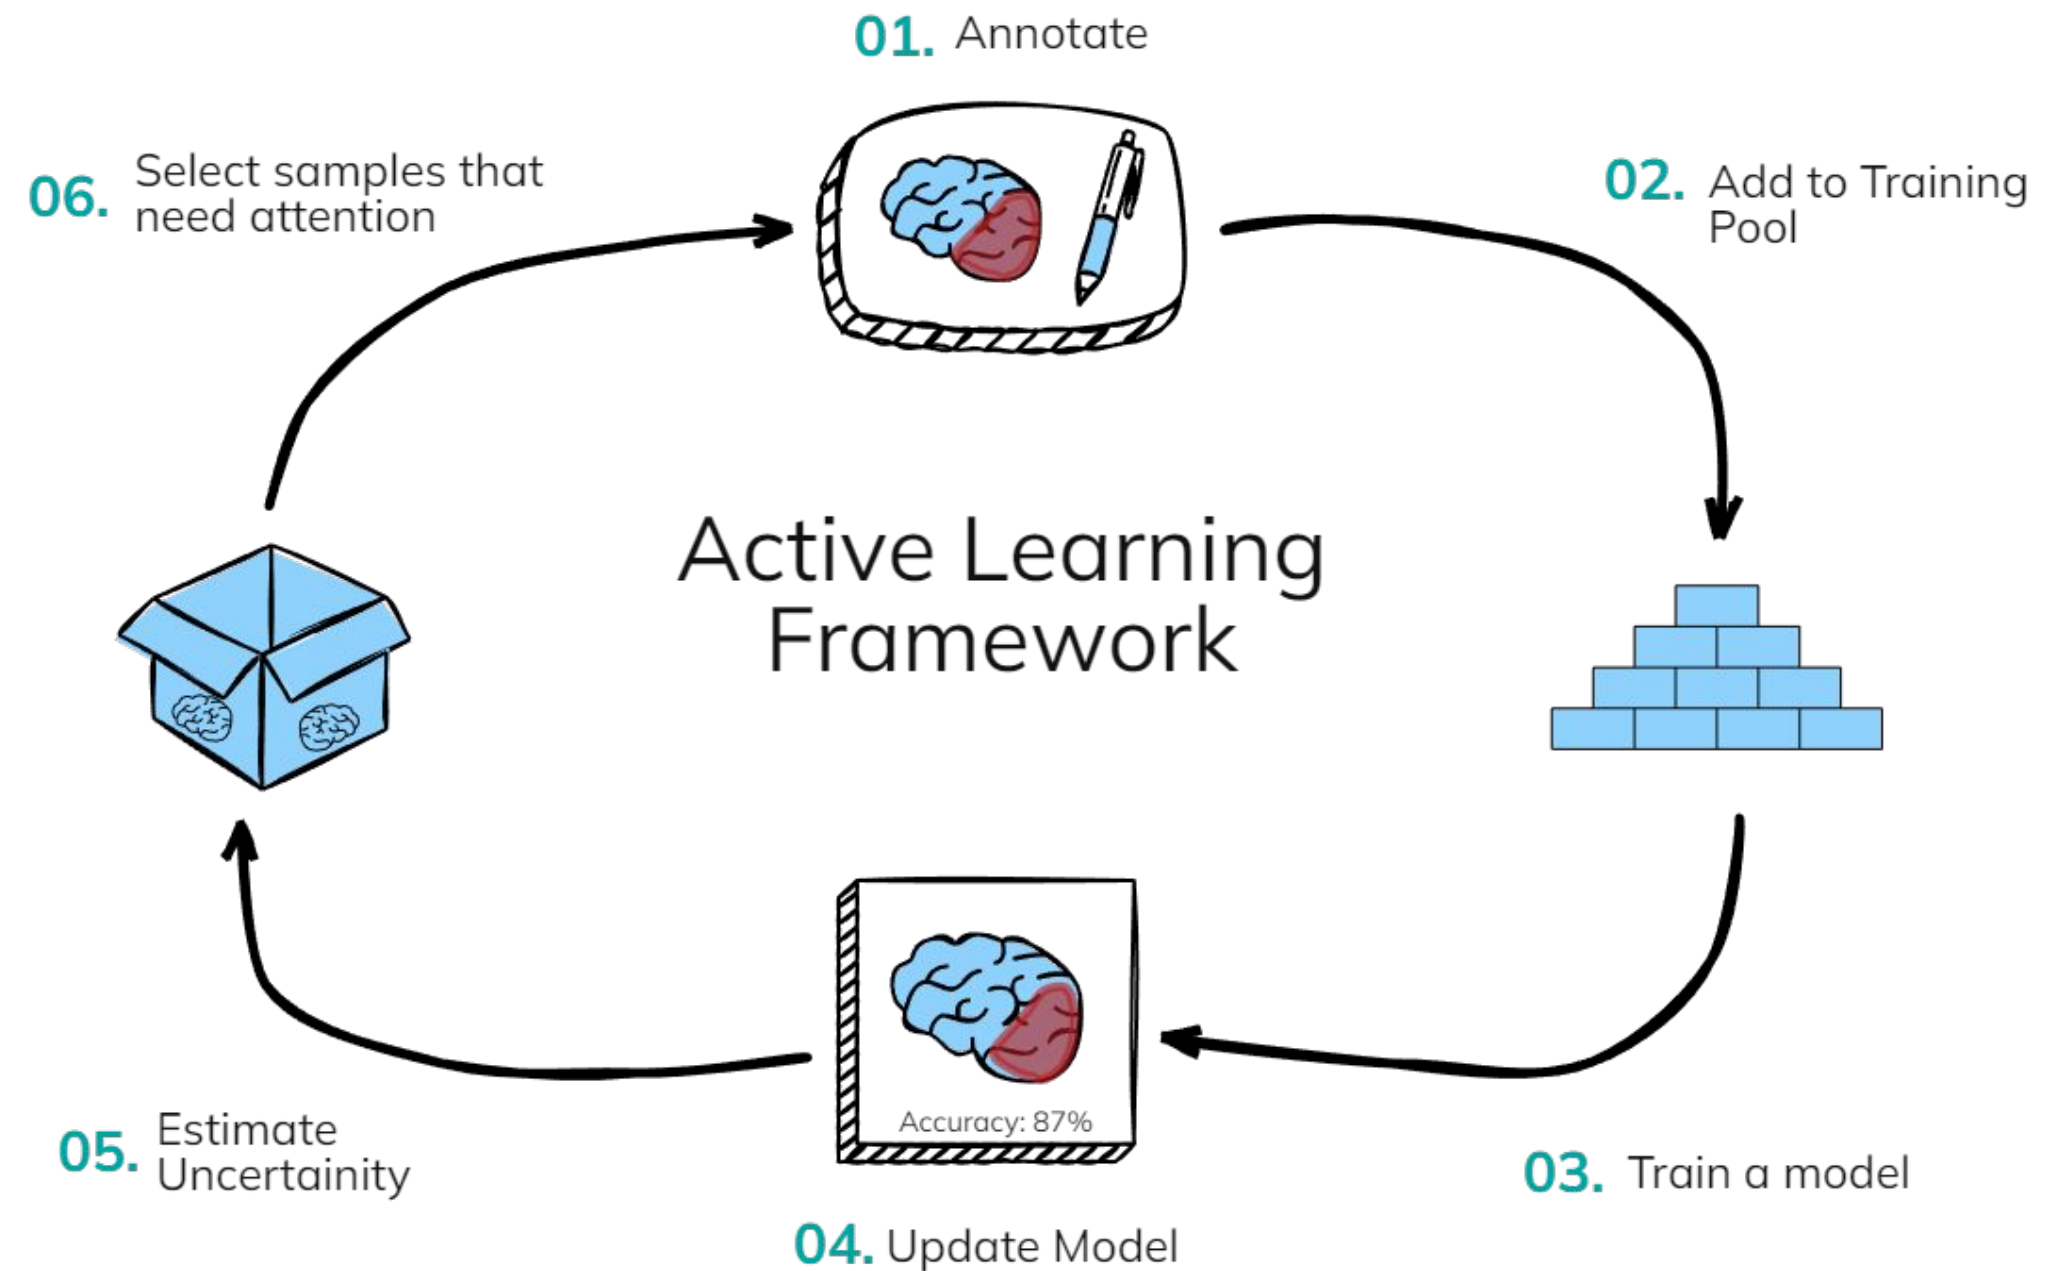 01. Annotate
02. Add to Training
Pool
03. Train a model
04. Update Model
05. Estimate
Uncertainity
06. Select samples that
need attention
Active Learning
Framework
Accuracy: 87%